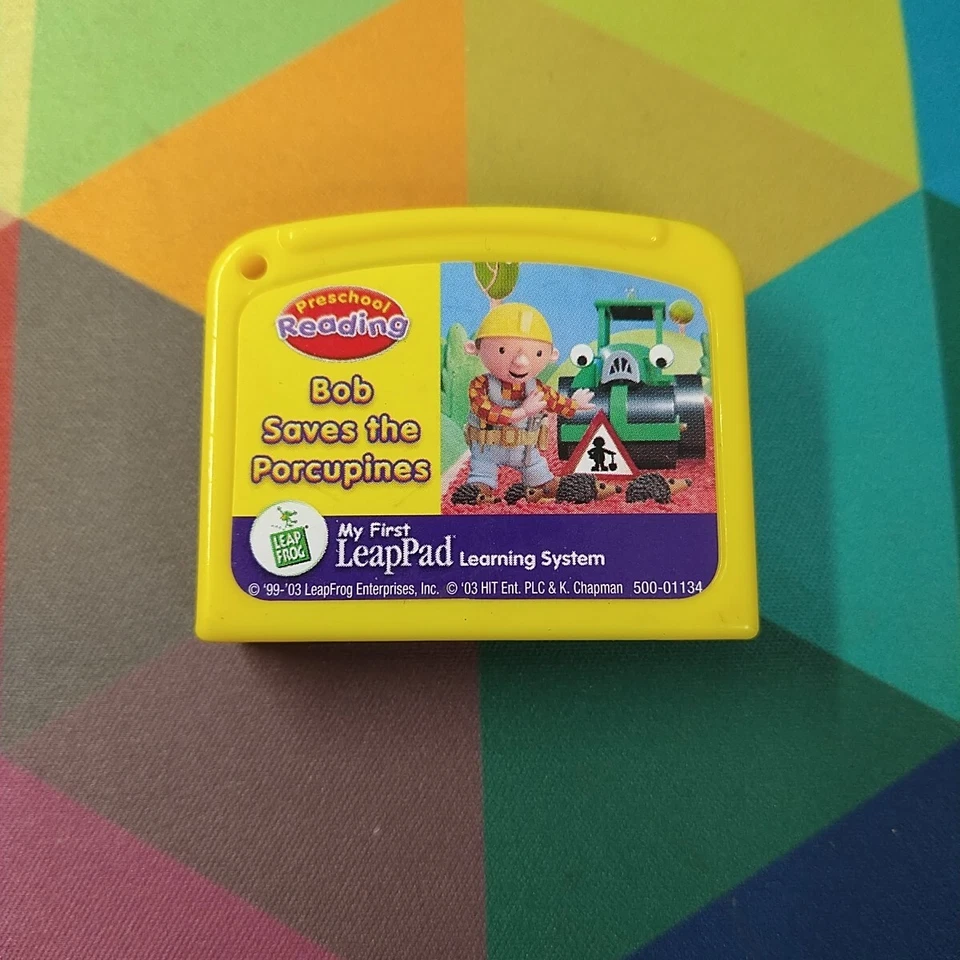 Preschool
Reading
Bob
Saves the
Porcupines
LEAP
FROG
My First
LeapPad Learning System
© '99-'03 LeapFrog Enterprises, Inc. © '03 HIT Ent. PLC & K. Chapman 500-01134